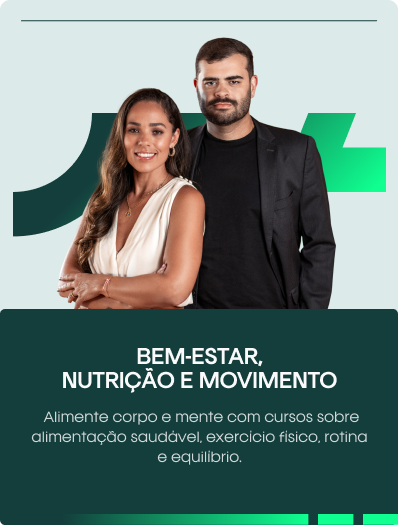 BEM-ESTAR,
NUTRIÇÃO E MOVIMENTO
Alimente corpo e mente com cursos sobre
alimentação saudável, exercício físico, rotina
e equilíbrio.